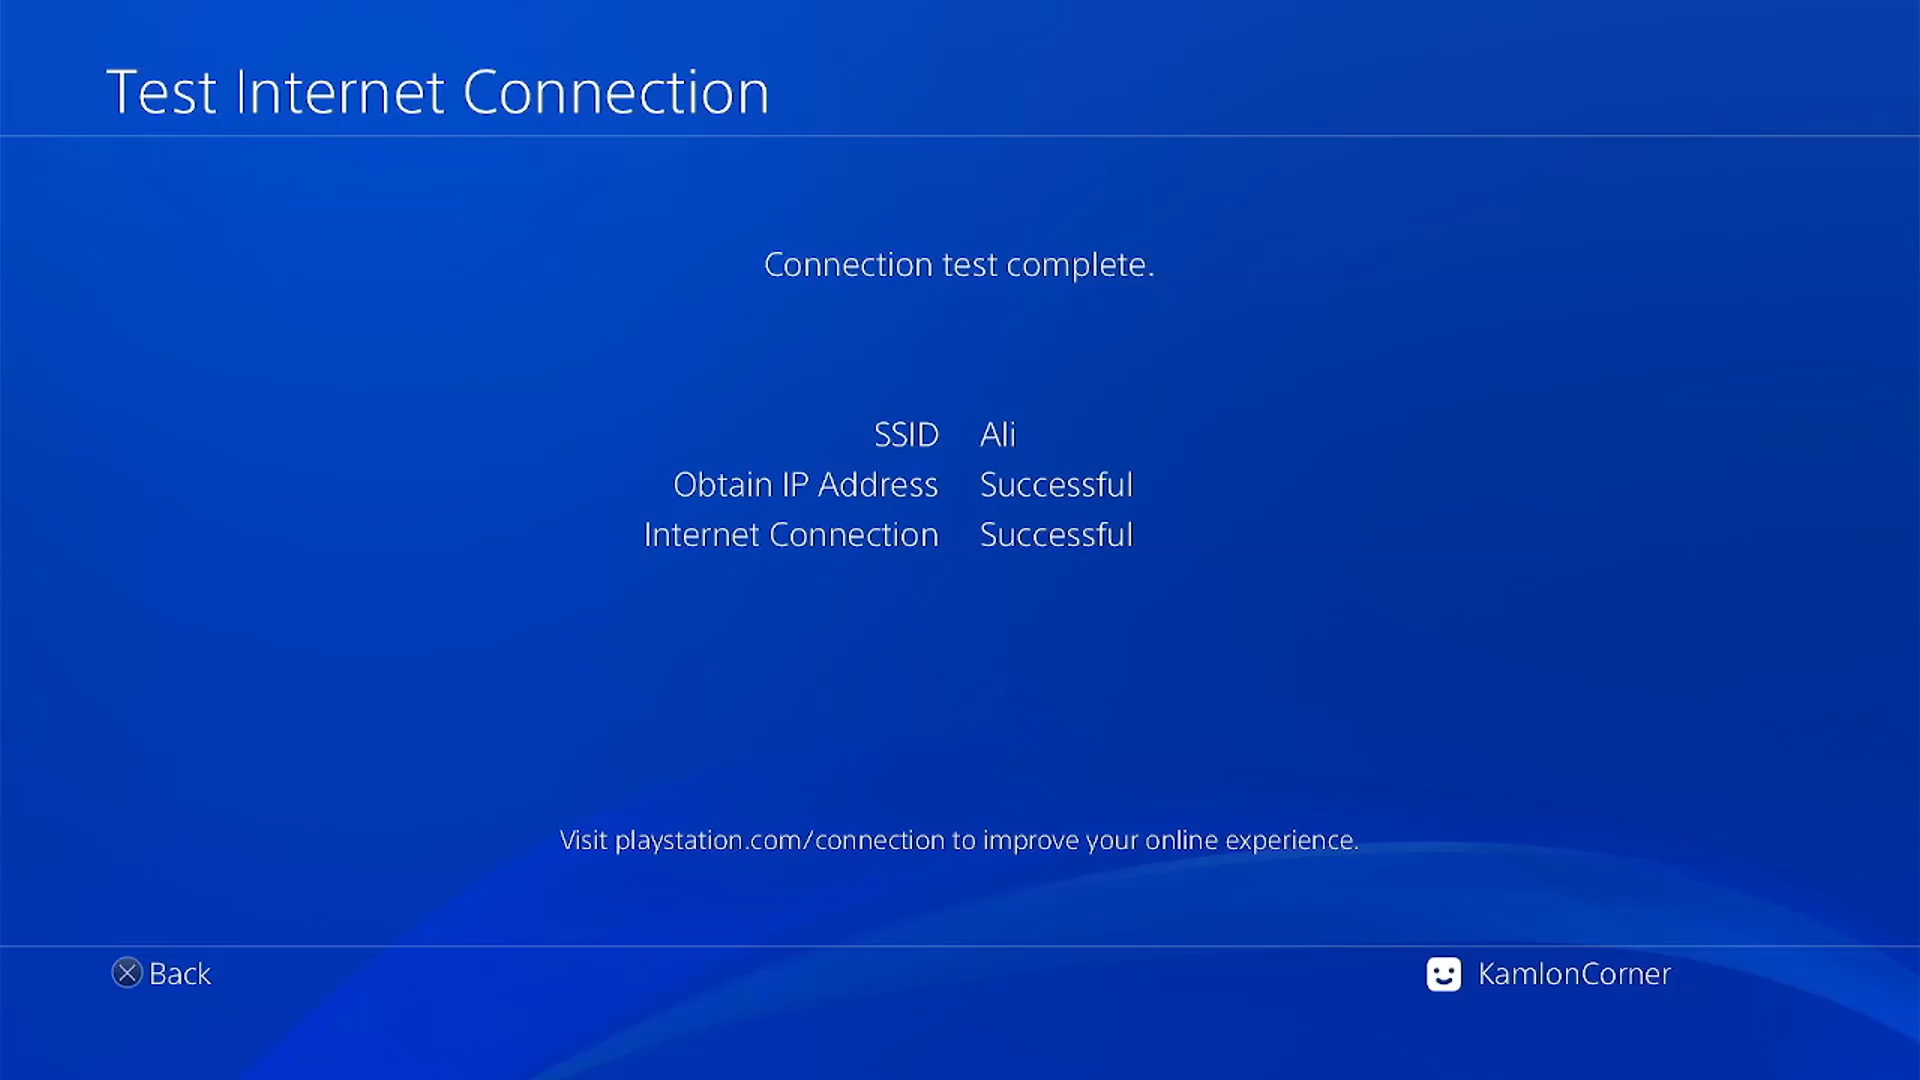 Test Internet Connection
Connection test complete.
SSID Ali
Obtain IP Address Successful
Internet Connection Successful
Visit playstation.com/connection to improve your online experience.
Back
KamlonCorner